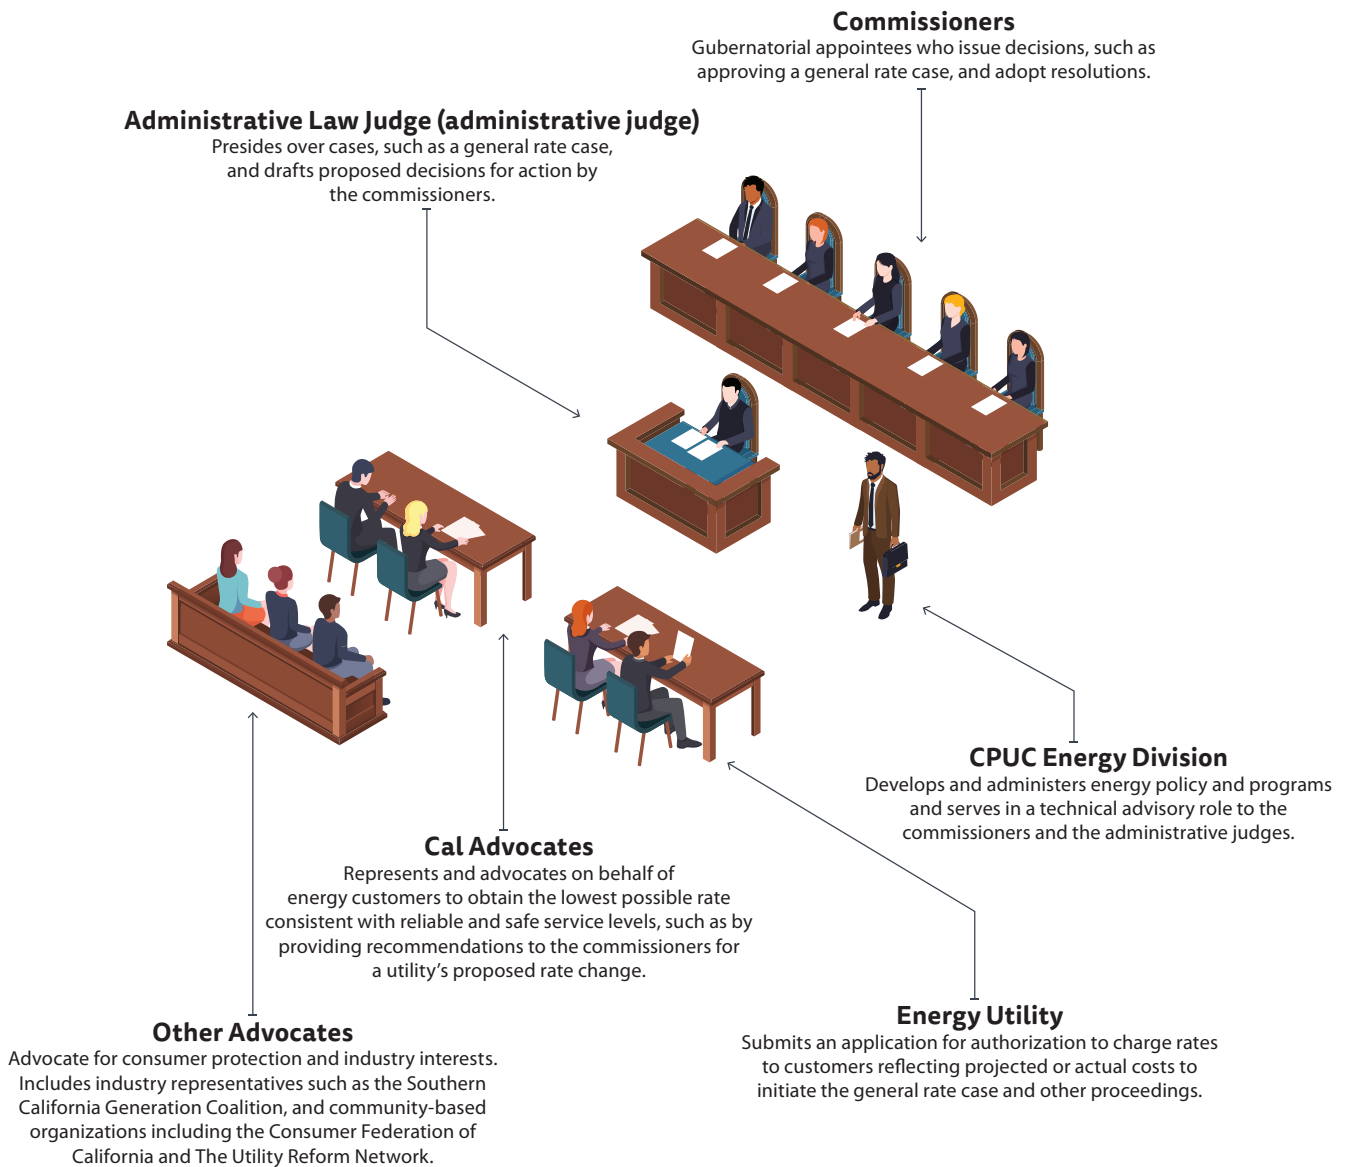 Commissioners
Gubernatorial appointees who issue decisions, such as
approving a general rate case, and adopt resolutions.
Administrative Law Judge (administrative judge)
Presides over cases, such as a general rate case,
and drafts proposed decisions for action by
the commissioners.
CPUC Energy Division
Develops and administers energy policy and programs
and serves in a technical advisory role to the
commissioners and the administrative judges.
Cal Advocates
Represents and advocates on behalf of
energy customers to obtain the lowest possible rate
consistent with reliable and safe service levels, such as by
providing recommendations to the commissioners for
a utility’s proposed rate change.
Energy Utility
Submits an application for authorization to charge rates
to customers reflecting projected or actual costs to
initiate the general rate case and other proceedings.
Other Advocates
Advocate for consumer protection and industry interests.
Includes industry representatives such as the Southern
California Generation Coalition, and community-based
organizations including the Consumer Federation of
California and The Utility Reform Network.